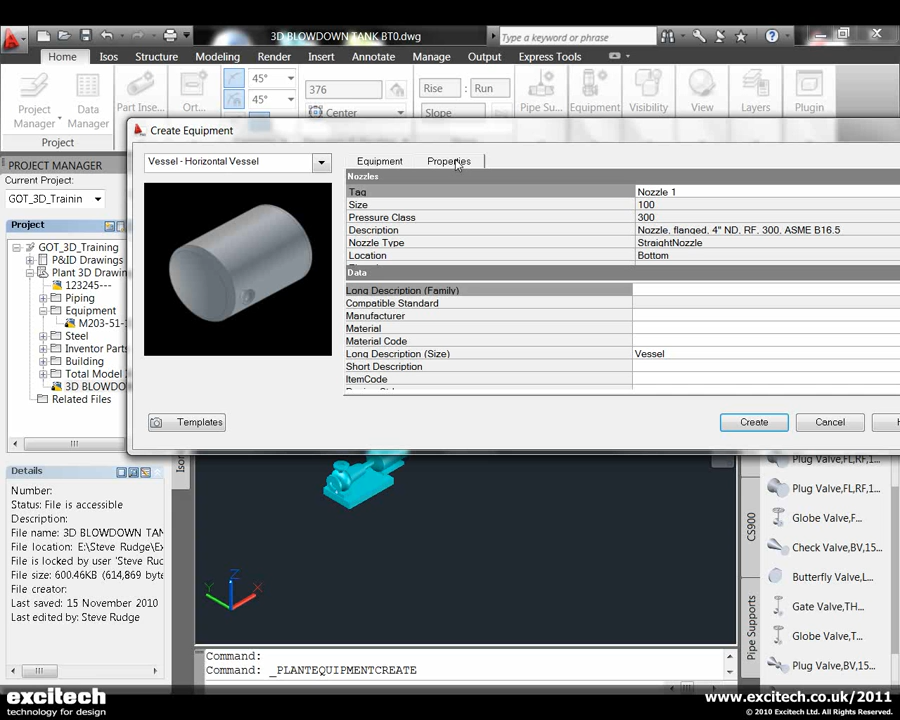 3D BLOWDOWN TANK BT0.dwg
Type a keyword or phrase
Home Isos Structure Modeling Render Insert Annotate Manage Output Express Tools
45°
376
Rise : Run
45°
Center
Slope
Project Manager
Data Manager
Part Inse...
Ort...
Pipe Su...
Equipment
Visibility
View
Layers
Plugin
Project
PROJECT MANAGER
Current Project:
GOT_3D_Trainin
Project
GOT_3D_Training
P&ID Drawings
Plant 3D Drawin
123245---
Piping
Equipment
M203-51-
Steel
Inventor Parts
Building
Total Model
3D BLOWDO
Related Files
Create Equipment
Vessel - Horizontal Vessel
Equipment Properties
Nozzles
Tag Nozzle 1
Size 100
Pressure Class 300
Description Nozzle, flanged, 4" ND, RF, 300, ASME B16.5
Nozzle Type StraightNozzle
Location Bottom
Data
Long Description (Family)
Compatible Standard
Manufacturer
Material
Material Code
Long Description (Size) Vessel
Short Description
ItemCode
Templates
Create
Cancel
H
Details
Number:
Status: File is accessible
Description:
File name: 3D BLOWDOWN TAN
File location: E:\Steve Rudge\Ex
File is locked by user 'Steve Rud
File size: 600.46KB (614,869 byte
File creator:
Last saved: 15 November 2010
Last edited by: Steve Rudge
Iso
Z
Y
X
CS900
Pipe Supports
Plug Valve,FL,RF,1...
Plug Valve,FL,RF,1...
Globe Valve,F...
Check Valve,BV,15...
Butterfly Valve,L...
Gate Valve,TH...
Globe Valve,T...
Plug Valve,BV,15...
Command:
Command: _PLANTEQUIPMENTCREATE
excitech
technology for design
www.excitech.co.uk/2011
© 2010 Excitech Ltd. All Rights Reserved.